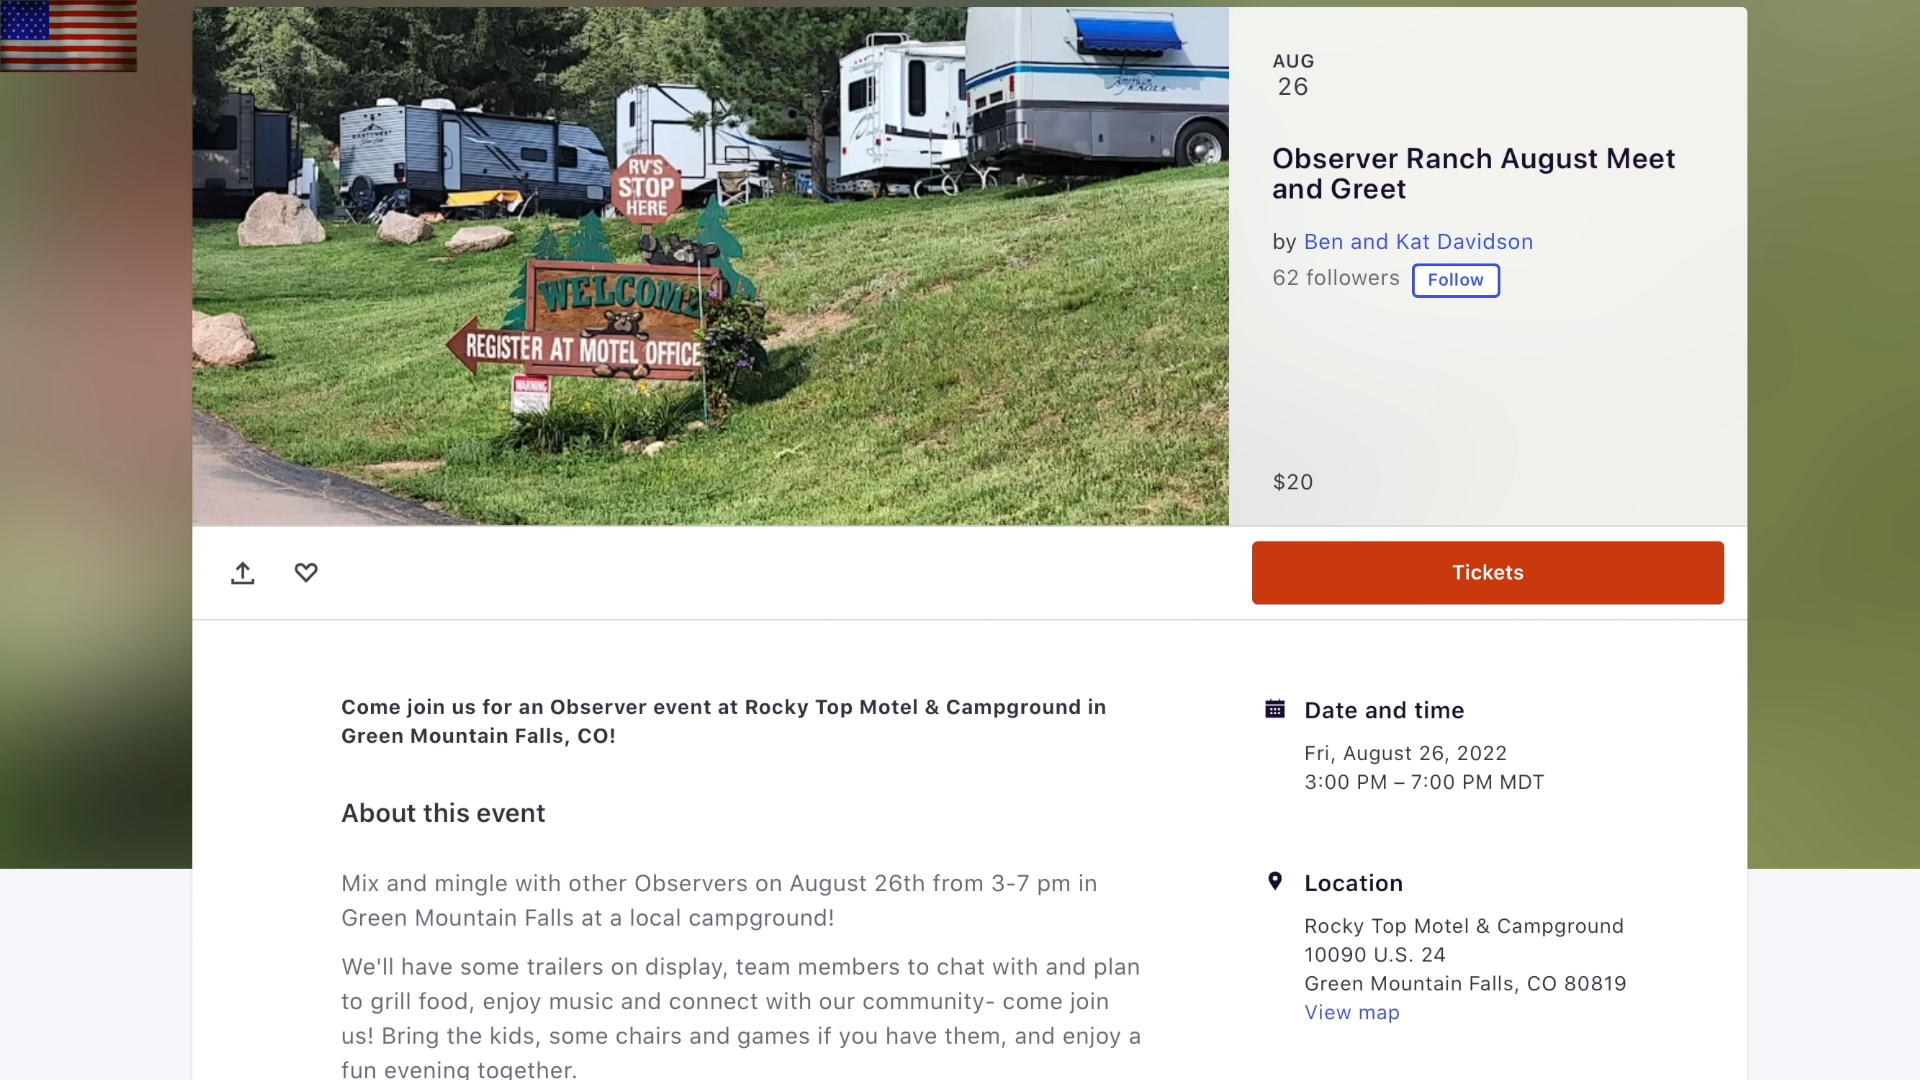 American
EAGLE
RV'S
STOP
HERE
WELCOME
REGISTER AT MOTEL OFFICE
WARNING
AUG
26
Observer Ranch August Meet
and Greet
by Ben and Kat Davidson
62 followers
Follow
$20
Tickets
Come join us for an Observer event at Rocky Top Motel & Campground in
Green Mountain Falls, CO!
About this event
Mix and mingle with other Observers on August 26th from 3-7 pm in
Green Mountain Falls at a local campground!
We'll have some trailers on display, team members to chat with and plan
to grill food, enjoy music and connect with our community- come join
us! Bring the kids, some chairs and games if you have them, and enjoy a
fun evening together.
Date and time
Fri, August 26, 2022
3:00 PM – 7:00 PM MDT
Location
Rocky Top Motel & Campground
10090 U.S. 24
Green Mountain Falls, CO 80819
View map